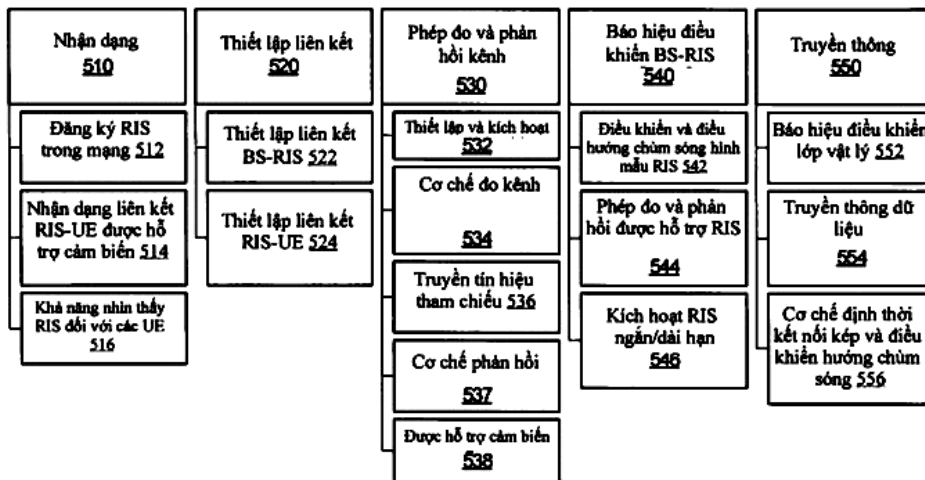 Nhận dạng
510
Đăng ký RIS
trong mạng 512
Nhận dạng liên kết
RIS-UE được hỗ
trợ cảm biến 514
Khả năng nhìn thấy
RIS đối với các UE
516
Thiết lập liên kết
520
Thiết lập liên kết
BS-RIS 522
Thiết lập liên kết
RIS-UE 524
Phép đo và phản
hồi kênh
530
Thiết lập và kích hoạt
532
Cơ chế đo kênh
534
Truyền tín hiệu
tham chiếu 536
Cơ chế phản hồi
537
Được hỗ trợ cảm biến
538
Báo hiệu điều
khiển BS-RIS
540
Điều khiển và điều
hướng chùm sóng hình
mẫu RIS 542
Phép đo và phản
hồi được hỗ trợ RIS
544
Kích hoạt RIS
ngắn/dài hạn
546
Truyền thông
550
Báo hiệu điều khiển
lớp vật lý 552
Truyền thông dữ
liệu
554
Cơ chế định thời
kết nối kép và điều
khiển hướng chùm
sóng 556